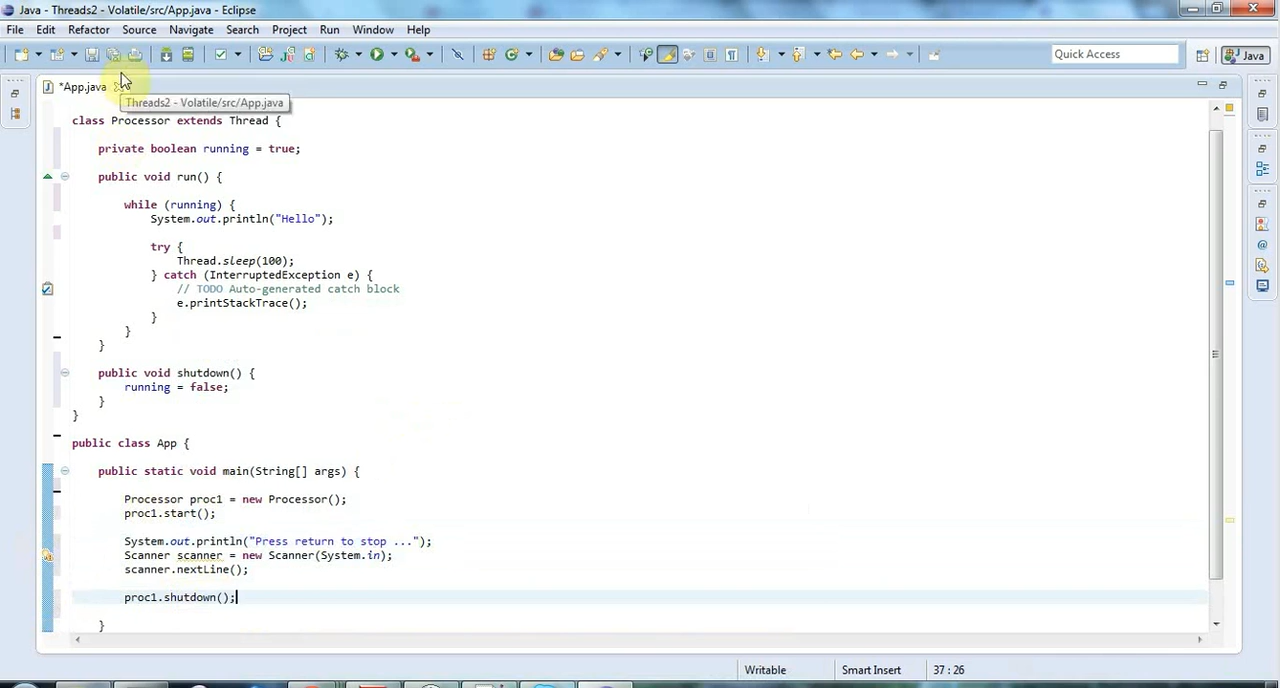 Java - Threads2 - Volatile/src/App.java - Eclipse
File Edit Refactor Source Navigate Search Project Run Window Help
Quick Access
Java
*App.java
Threads2 - Volatile/src/App.java
class Processor extends Thread {
private boolean running = true;
public void run() {
while (running) {
System.out.println("Hello");
try {
Thread.sleep(100);
} catch (InterruptedException e) {
// TODO Auto-generated catch block
e.printStackTrace();
}
}
}
public void shutdown() {
running = false;
}
}
public class App {
public static void main(String[] args) {
Processor proc1 = new Processor();
proc1.start();
System.out.println("Press return to stop ...");
Scanner scanner = new Scanner(System.in);
scanner.nextLine();
proc1.shutdown();
}
Writable Smart Insert 37 : 26